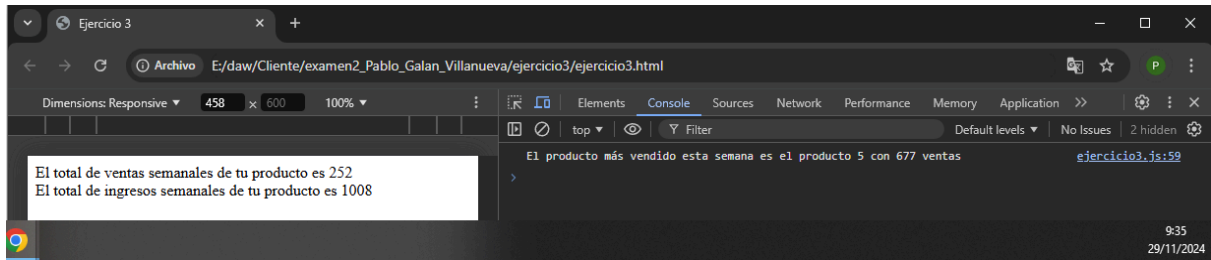 Ejercicio 3
Archivo E:/daw/Cliente/examen2_Pablo_Galan_Villanueva/ejercicio3/ejercicio3.html P
Dimensions: Responsive ▼ 458 x 600 100% ▼
Elements Console Sources Network Performance Memory Application
top ▼ Filter Default levels ▼ No Issues 2 hidden
El producto más vendido esta semana es el producto 5 con 677 ventas ejercicio3.js:59
El total de ventas semanales de tu producto es 252
El total de ingresos semanales de tu producto es 1008
9:35
29/11/2024